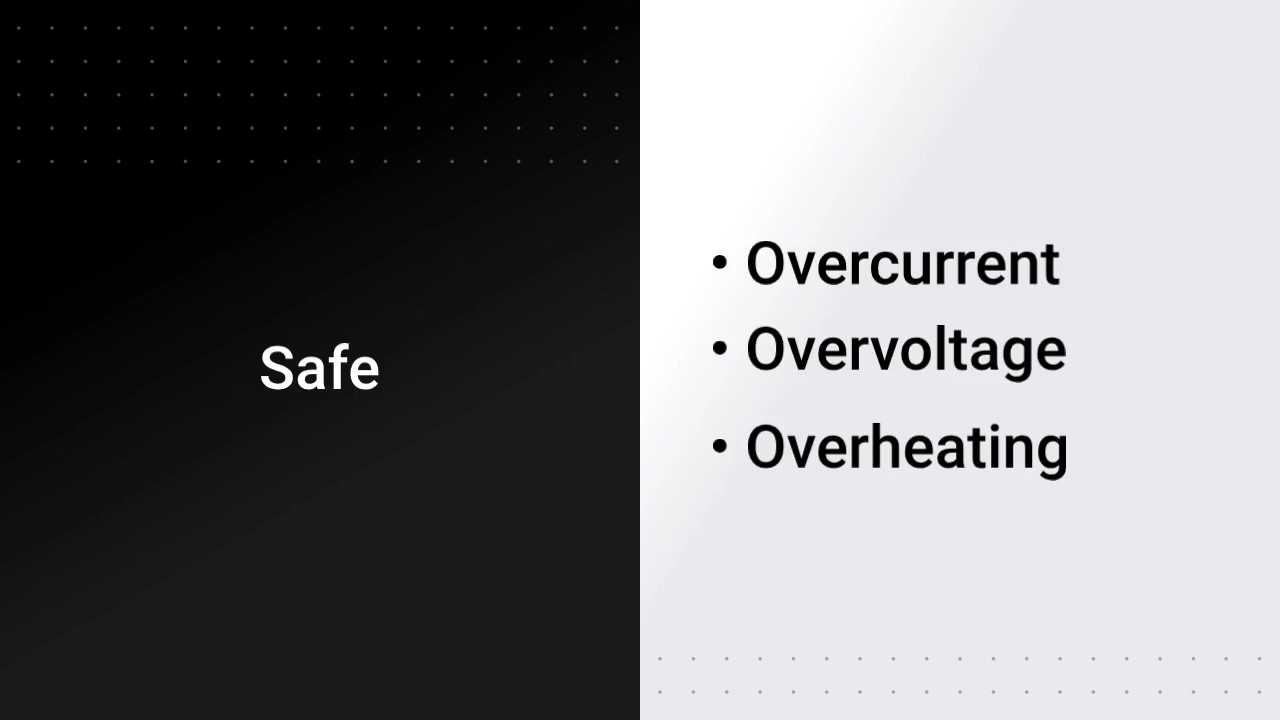 Safe
• Overcurrent
• Overvoltage
• Overheating